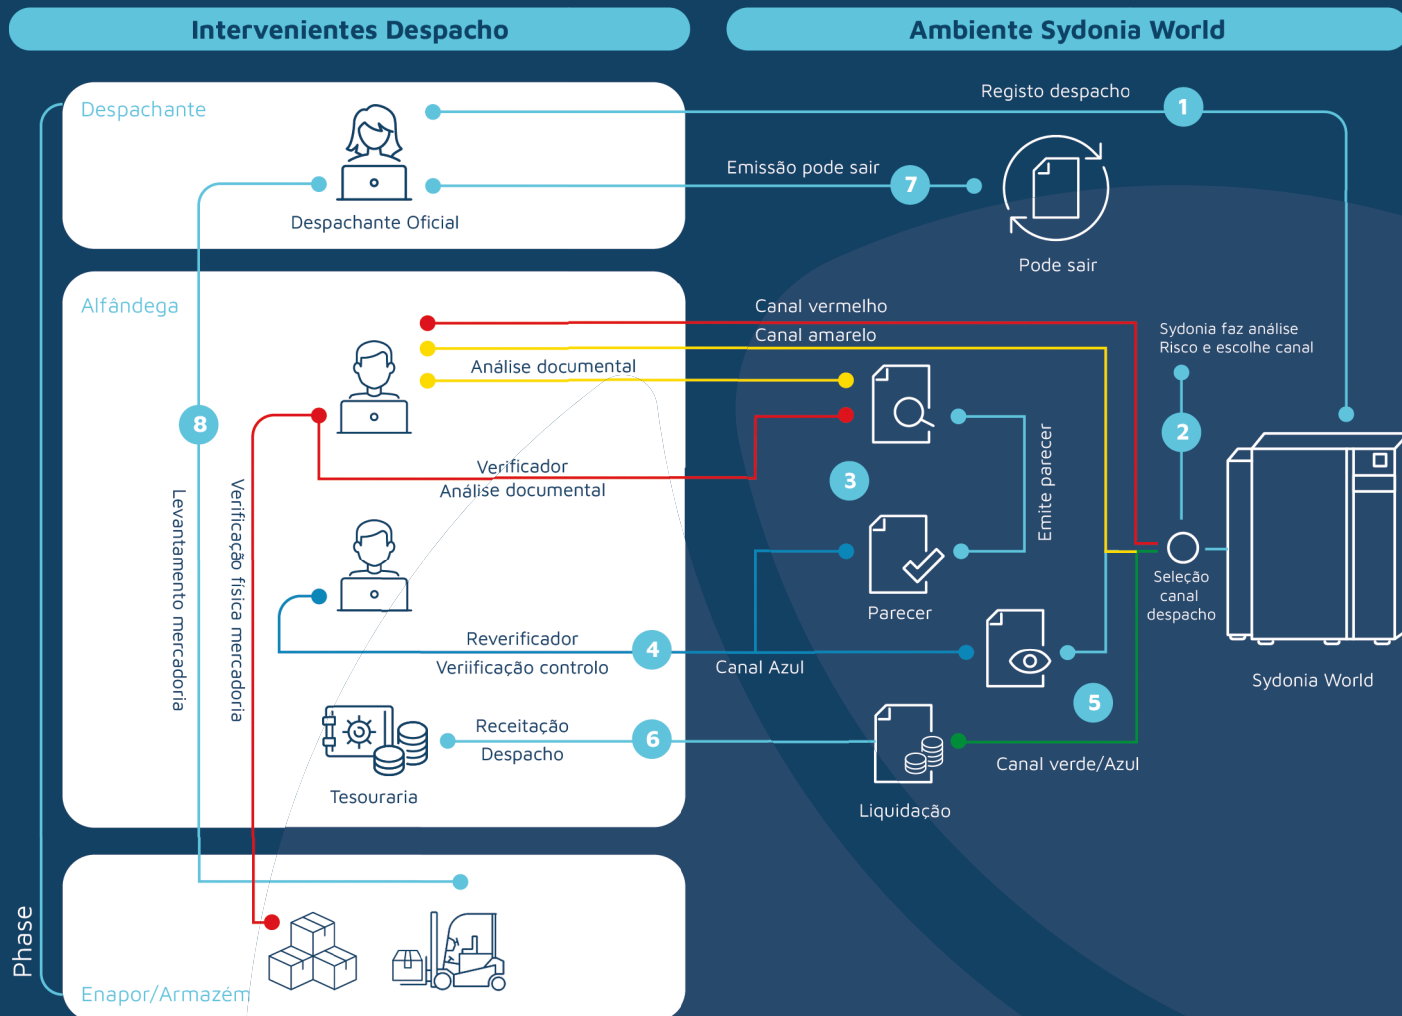 Intervenientes Despacho
Ambiente Sydonia World
Despachante
Registo despacho
1
Emissão pode sair
7
Despachante Oficial
Pode sair
Alfândega
Canal vermelho
Canal amarelo
Sydonia faz análise
Risco e escolhe canal
Análise documental
8
2
Verificador
Análise documental
3
Emite parecer
Levantamento mercadoria
Verificação física mercadoria
Seleção
canal
despacho
Parecer
Reverificador
4
Veriificação controlo
Canal Azul
Sydonia World
5
Receitação
6
Despacho
Canal verde/Azul
Tesouraria
Liquidação
Phase
Enapor/Armazém